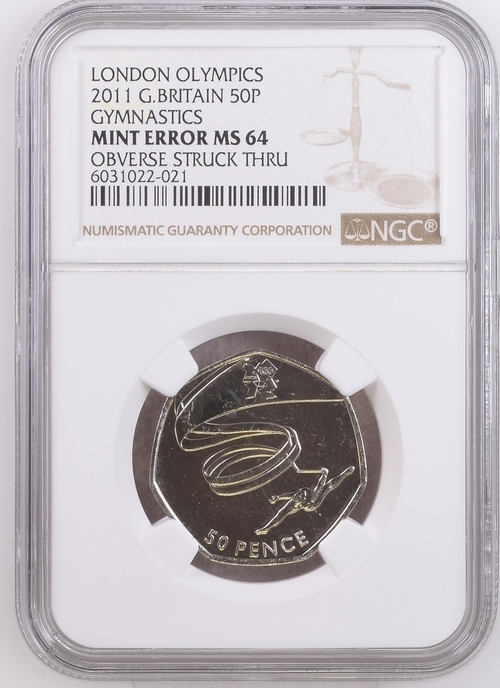 LONDON OLYMPICS
2011 G.BRITAIN 50P
GYMNASTICS
MINT ERROR MS 64
OBVERSE STRUCK THRU
6031022-021
NUMISMATIC GUARANTY CORPORATION
NGC®
50 PENCE